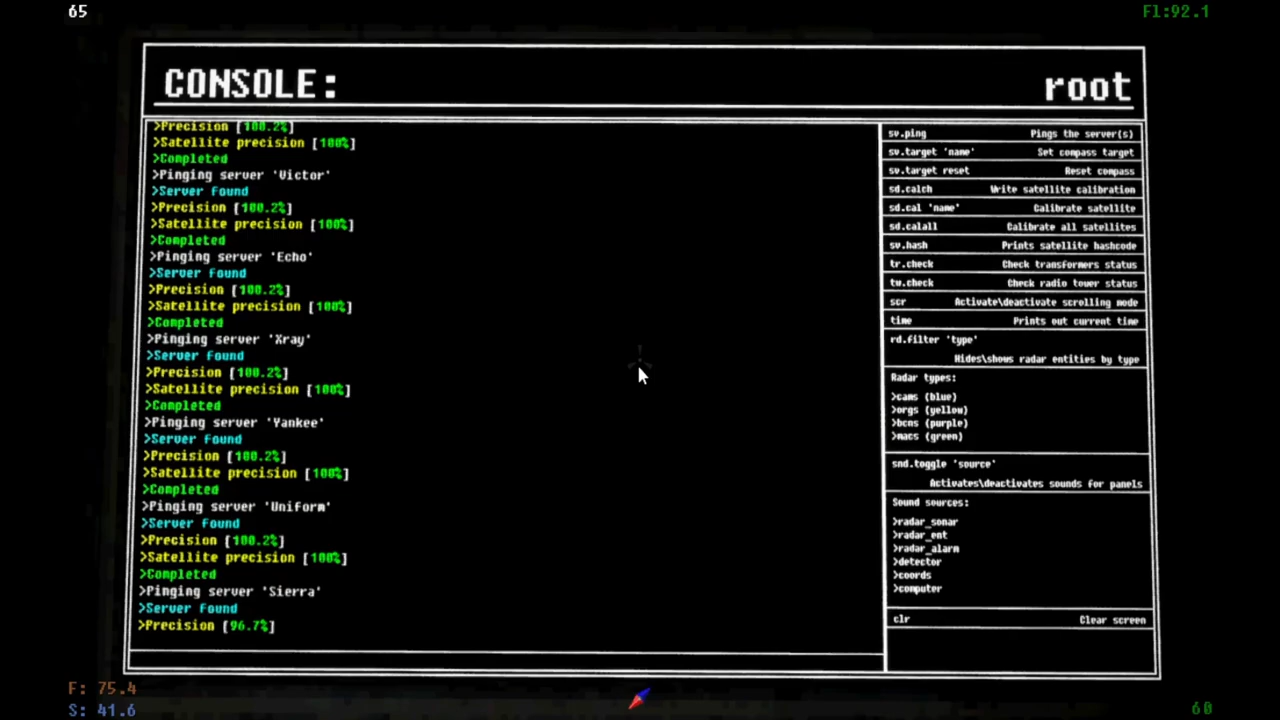 65
Fl:92.1
CONSOLE:
root
>Precision [100.2%]
>Satellite precision [100%]
>Completed
>Pinging server 'Victor'
>Server Found
>Precision [100.2%]
>Satellite precision [100%]
>Completed
>Pinging server 'Echo'
>Server Found
>Precision [100.2%]
>Satellite precision [100%]
>Completed
>Pinging server 'Xray'
>Server Found
>Precision [100.2%]
>Satellite precision [100%]
>Completed
>Pinging server 'Yankee'
>Server Found
>Precision [100.2%]
>Satellite precision [100%]
>Completed
>Pinging server 'Uniform'
>Server Found
>Precision [100.2%]
>Satellite precision [100%]
>Completed
>Pinging server 'Sierra'
>Server Found
>Precision [96.7%]
sv.ping Pings the server(s)
sv.target 'name' Set compass target
sv.target reset Reset compass
sd.calch Write satellite calibration
sd.cal 'name' Calibrate satellite
sd.calall Calibrate all satellites
sv.hash Prints satellite hashcode
tr.check Check transformers status
tw.check Check radio tower status
scr Activate\deactivate scrolling mode
time Prints out current time
rd.filter 'type'
Hides\shows radar entities by type
Radar types:
>cams (blue)
>orgs (yellow)
>bcns (purple)
>macs (green)
snd.toggle 'source'
Activates\deactivates sounds for panels
Sound sources:
>radar_sonar
>radar_ent
>radar_alarm
>detector
>coords
>computer
clr Clear screen
F: 75.4
S: 41.6
60